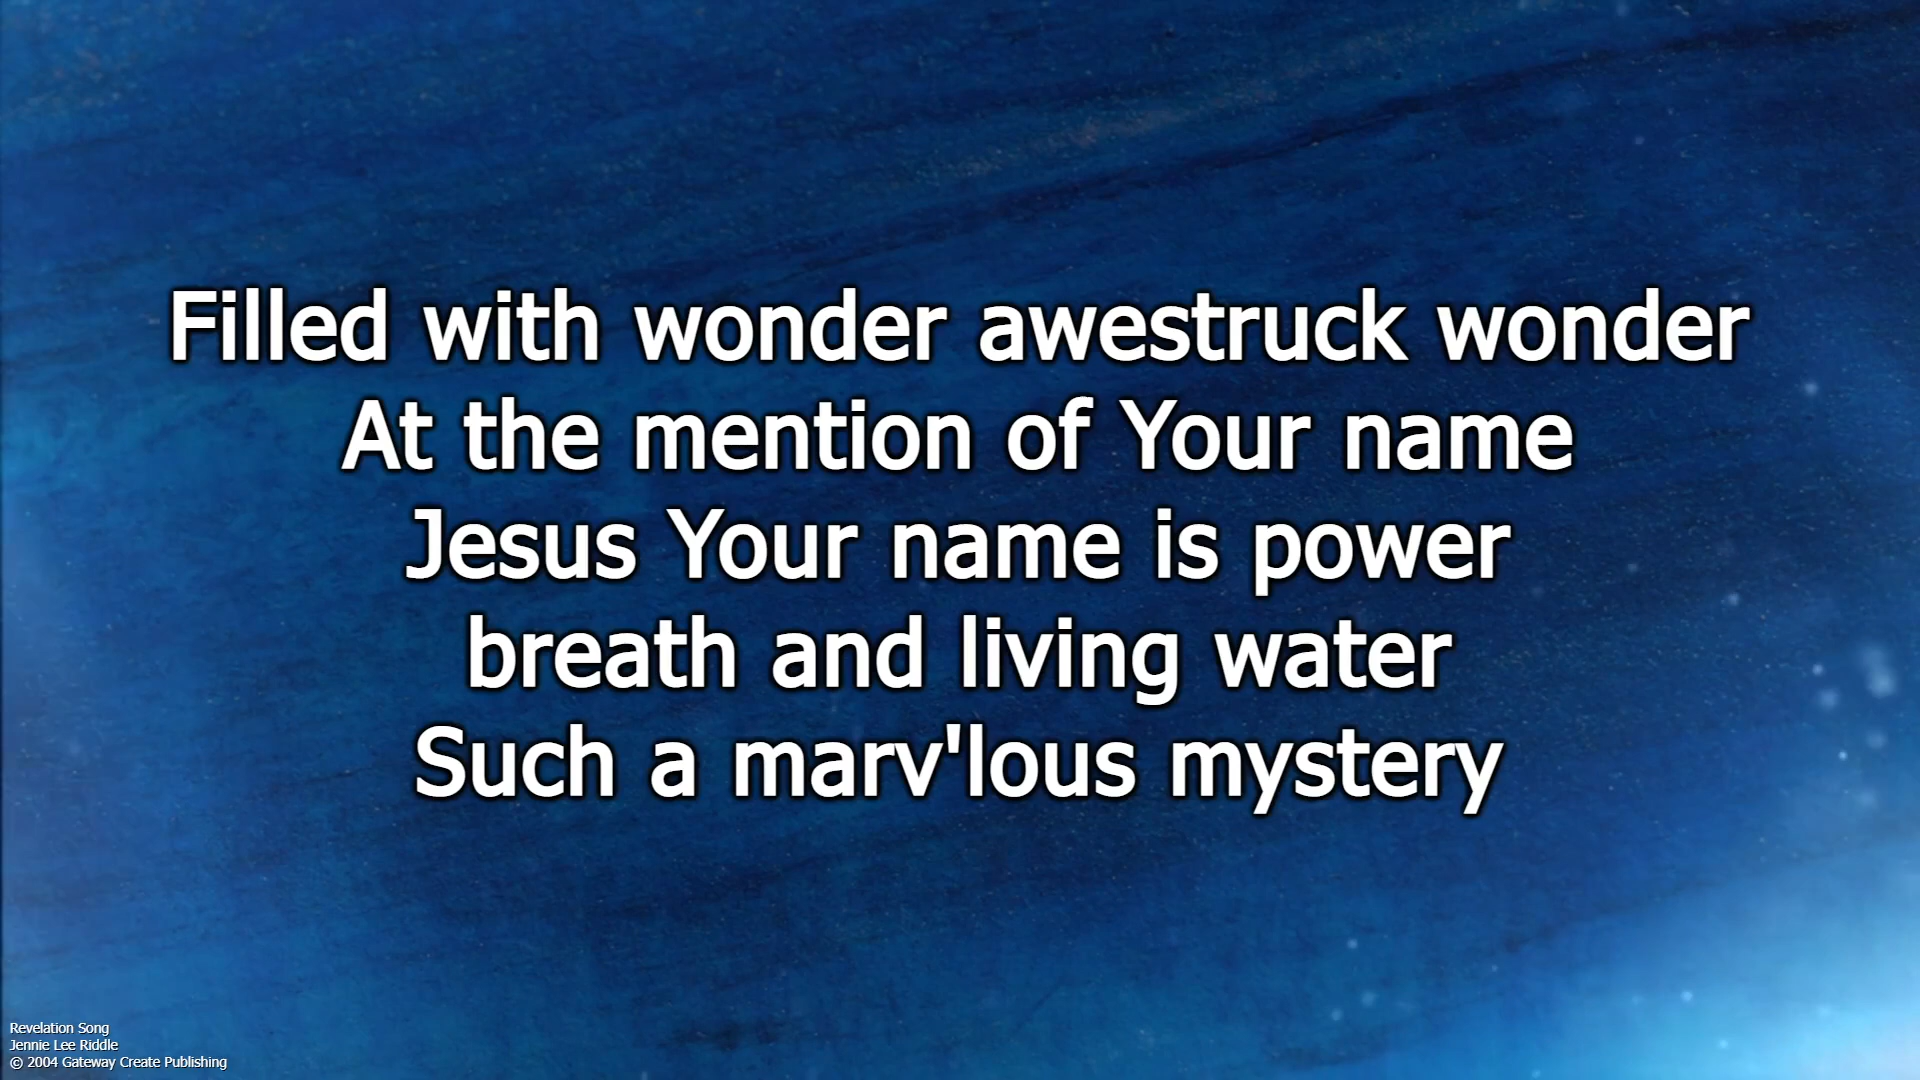 Filled with wonder awestruck wonder
At the mention of Your name
Jesus Your name is power
breath and living water
Such a marv'lous mystery
Revelation Song
Jennie Lee Riddle
© 2004 Gateway Create Publishing